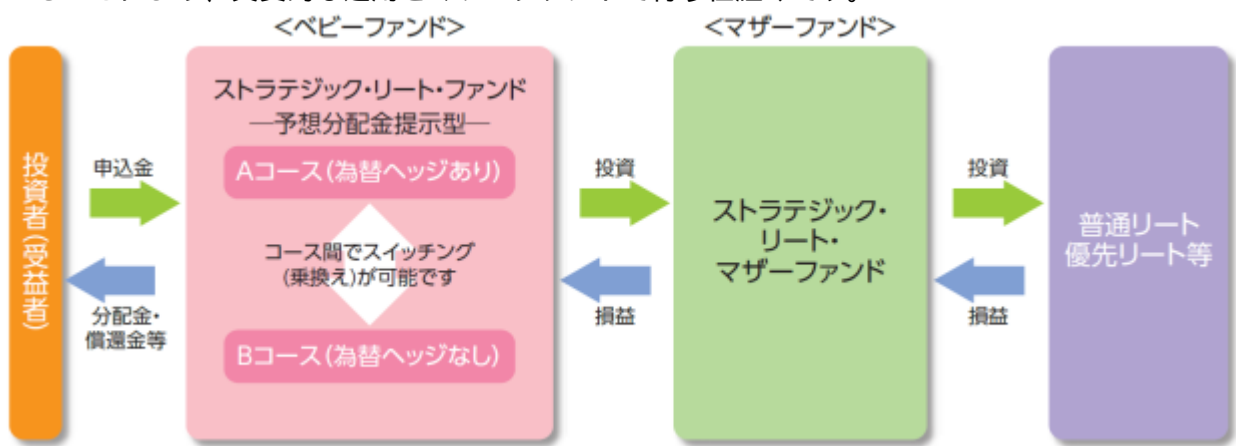 ＜ベビーファンド＞
＜マザーファンド＞
投資者(受益者)
申込金
分配金・
償還金等
ストラテジック・リート・ファンド
―予想分配金提示型―
Aコース(為替ヘッジあり)
コース間でスイッチング
(乗換え)が可能です
Bコース(為替ヘッジなし)
投資
損益
ストラテジック・
リート・
マザーファンド
投資
損益
普通リート
優先リート等